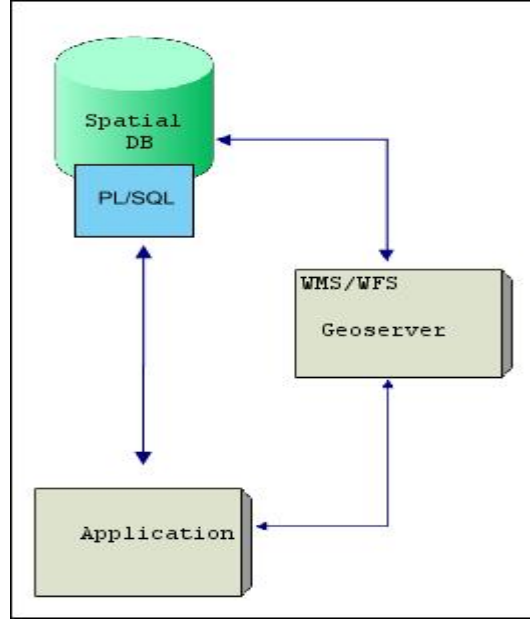 Spatial
DB
PL/SQL
WMS/WFS
Geoserver
Application